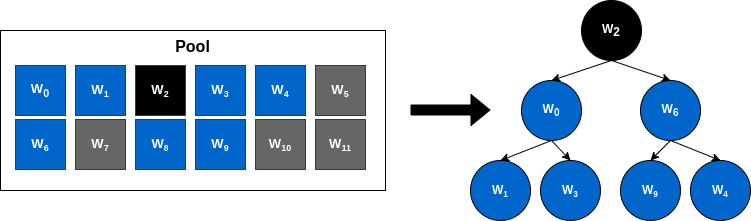 Pool
W₀ W₁ W₂ W₃ W₄ W₅
W₆ W₇ W₈ W₉ W₁₀ W₁₁
W₂
W₀ W₆
W₁ W₃ W₉ W₄